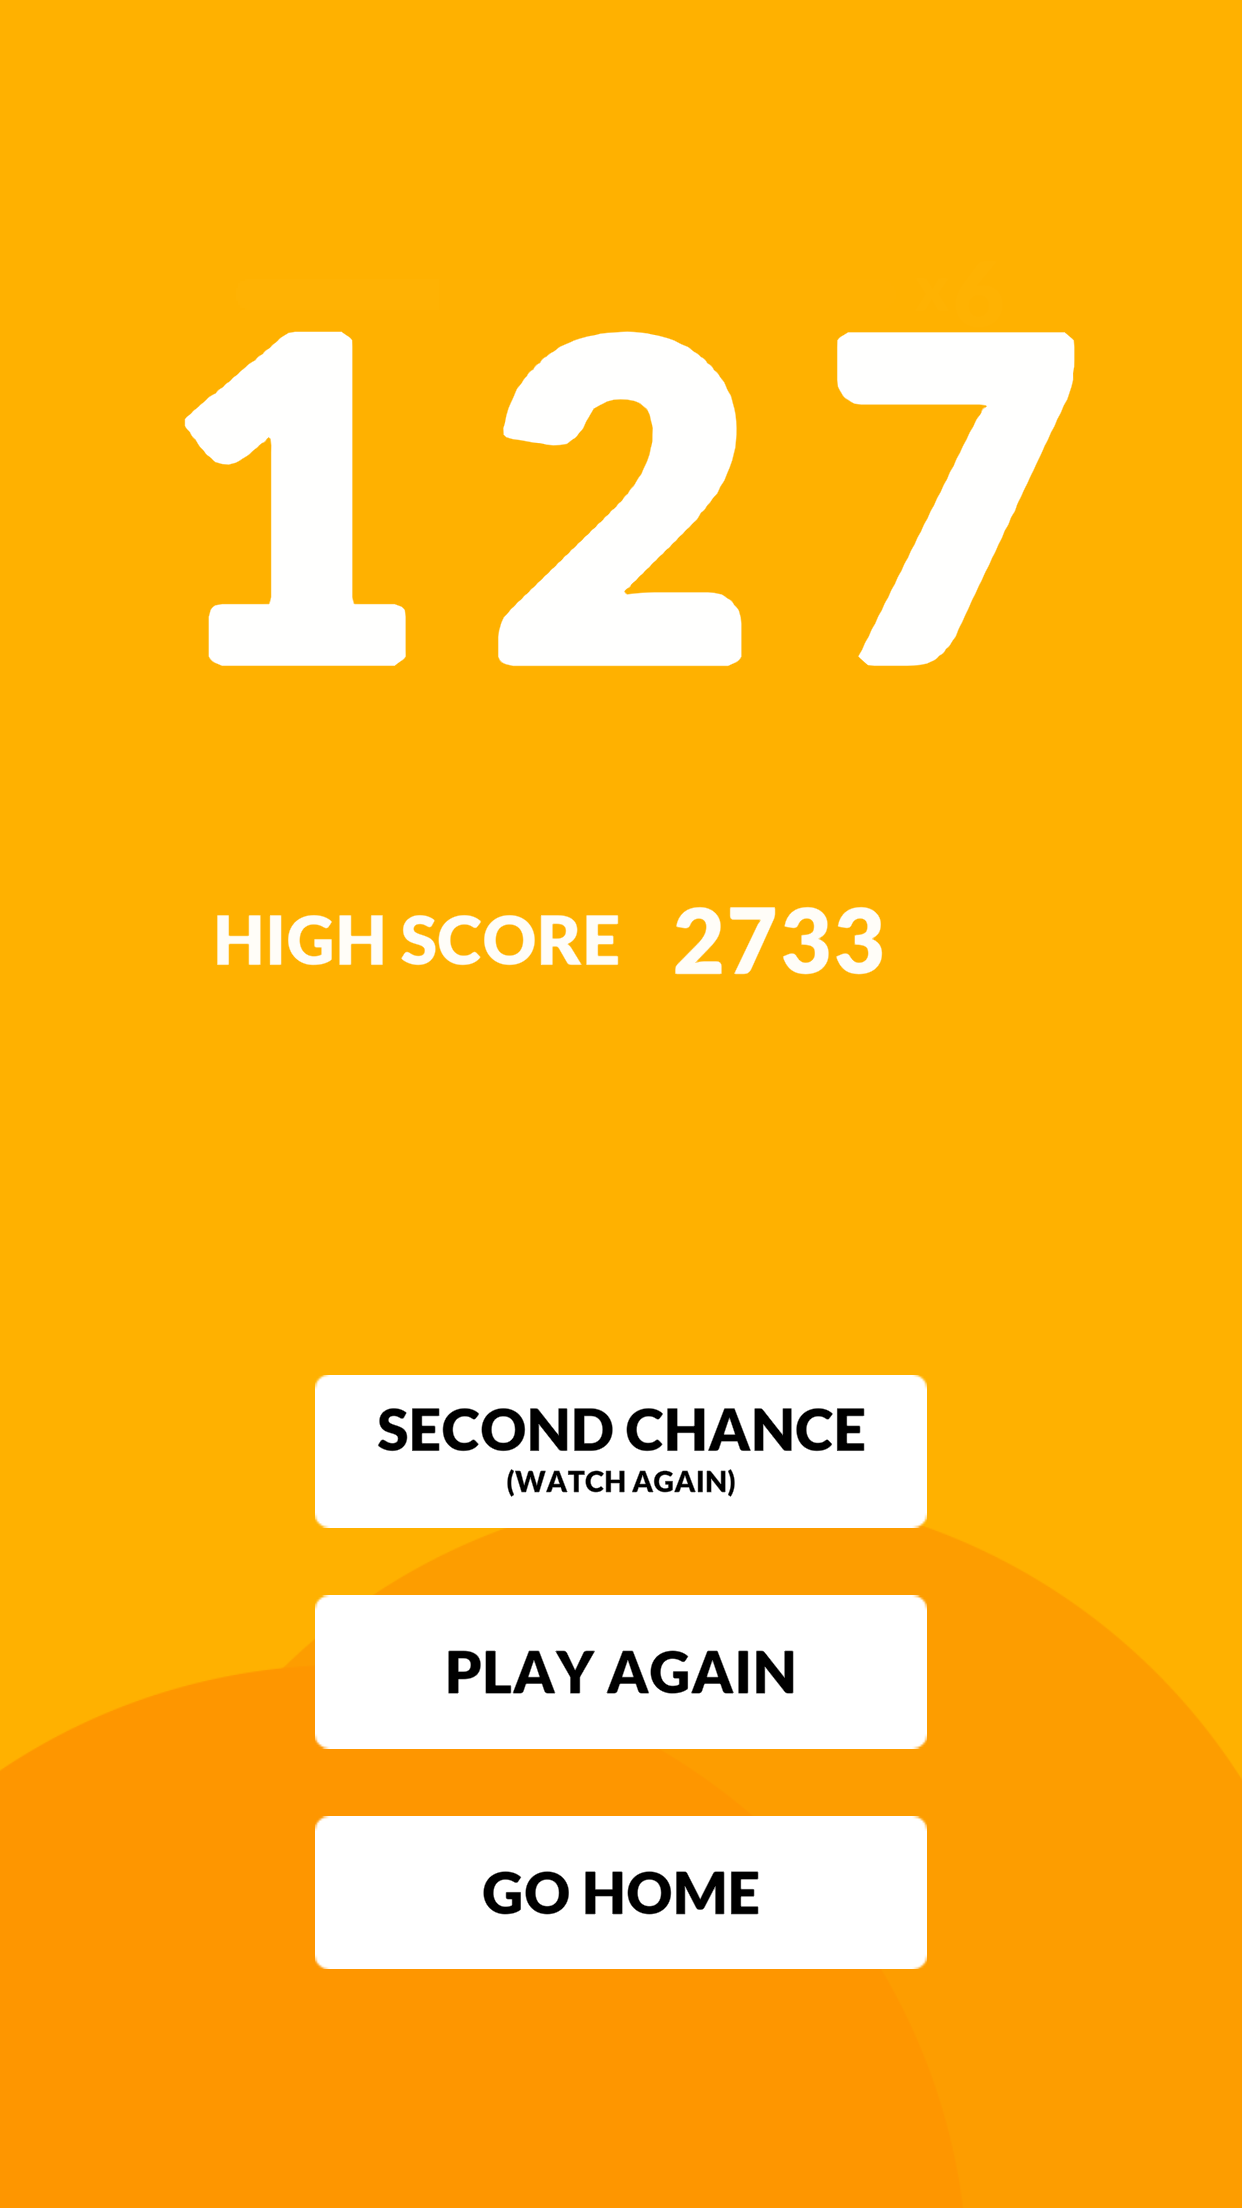 127
HIGH SCORE 2733
SECOND CHANCE
(WATCH AGAIN)
PLAY AGAIN
GO HOME